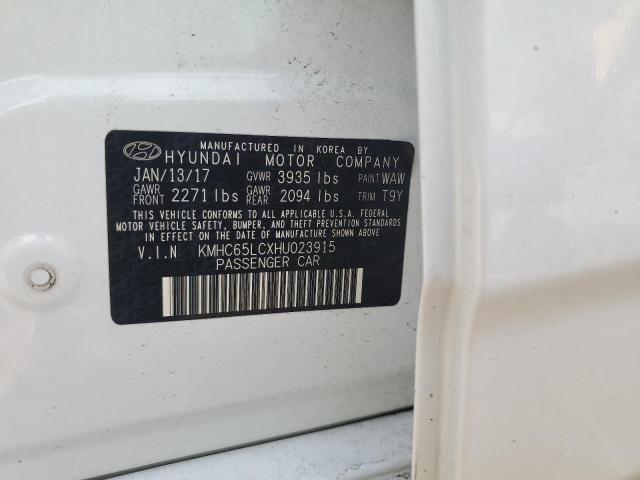 MANUFACTURED IN KOREA BY
HYUNDAI MOTOR COMPANY
JAN/13/17 GVWR 3935 lbs PAINT WAW
GAWR FRONT 2271 lbs GAWR REAR 2094 lbs TRIM T9Y
THIS VEHICLE CONFORMS TO ALL APPLICABLE U.S.A. FEDERAL
MOTOR VEHICLE SAFETY, BUMPER, AND THEFT PREVENTION STANDARDS
IN EFFECT ON THE DATE OF MANUFACTURE SHOWN ABOVE.
V.I.N KMHC65LCXHU023915
PASSENGER CAR